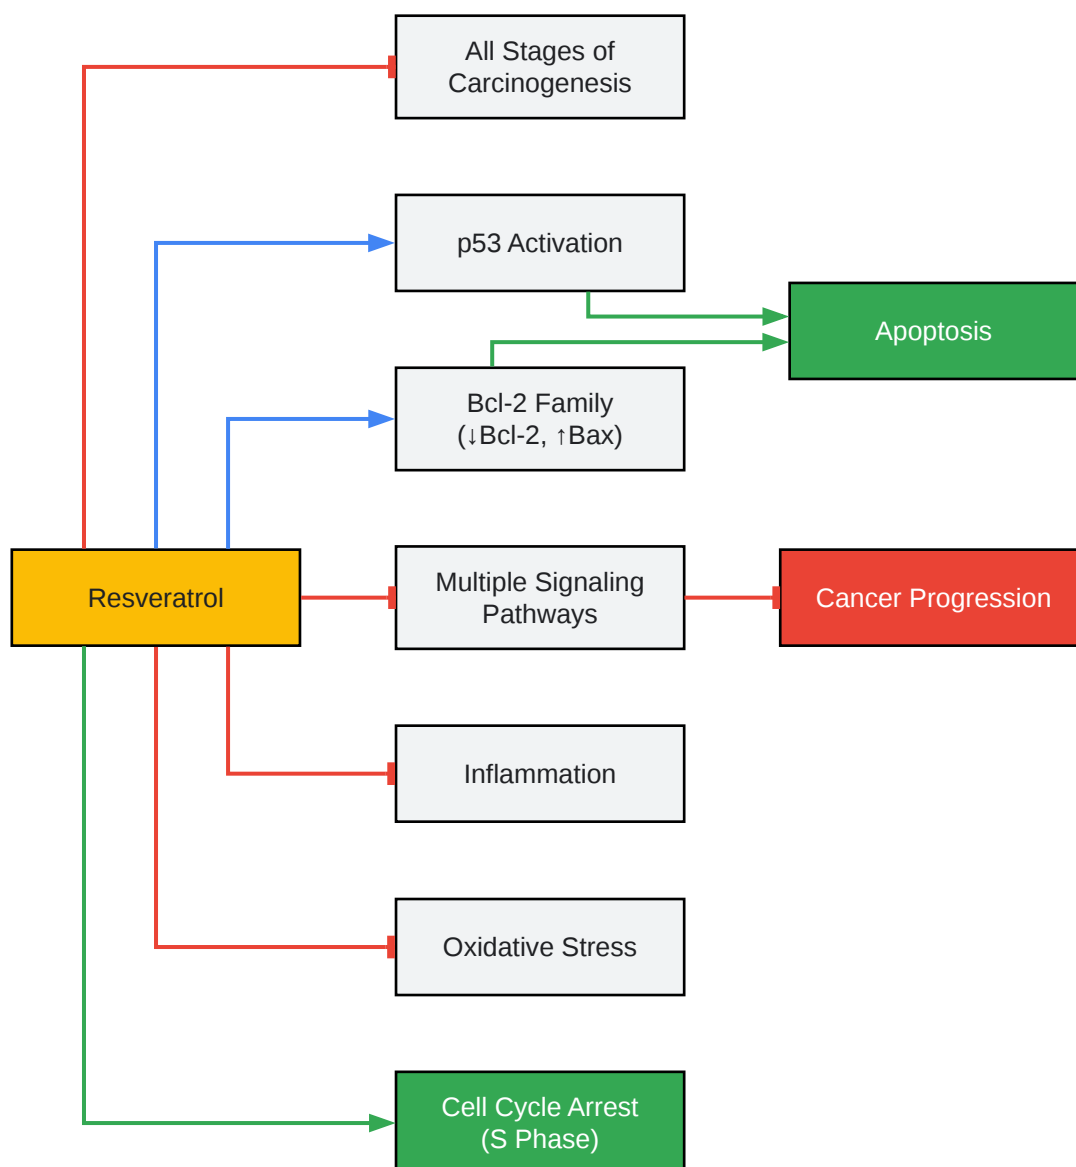 All Stages of
Carcinogenesis
p53 Activation
Apoptosis
Bcl-2 Family
(↓Bcl-2, ↑Bax)
Resveratrol
Multiple Signaling
Pathways
Cancer Progression
Inflammation
Oxidative Stress
Cell Cycle Arrest
(S Phase)